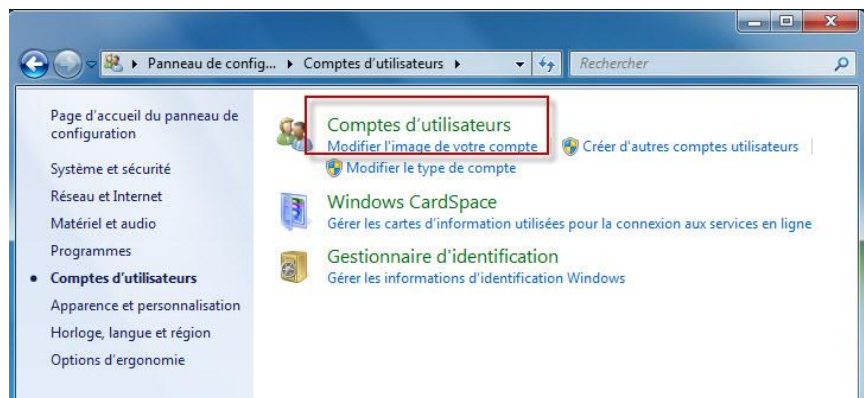 Panneau de config... Comptes d'utilisateurs
Rechercher
Page d'accueil du panneau de
configuration
Système et sécurité
Réseau et Internet
Matériel et audio
Programmes
Comptes d'utilisateurs
Apparence et personnalisation
Horloge, langue et région
Options d'ergonomie
Comptes d'utilisateurs
Modifier l'image de votre compte Créer d'autres comptes utilisateurs
Modifier le type de compte
Windows CardSpace
Gérer les cartes d'information utilisées pour la connexion aux services en ligne
Gestionnaire d'identification
Gérer les informations d'identification Windows